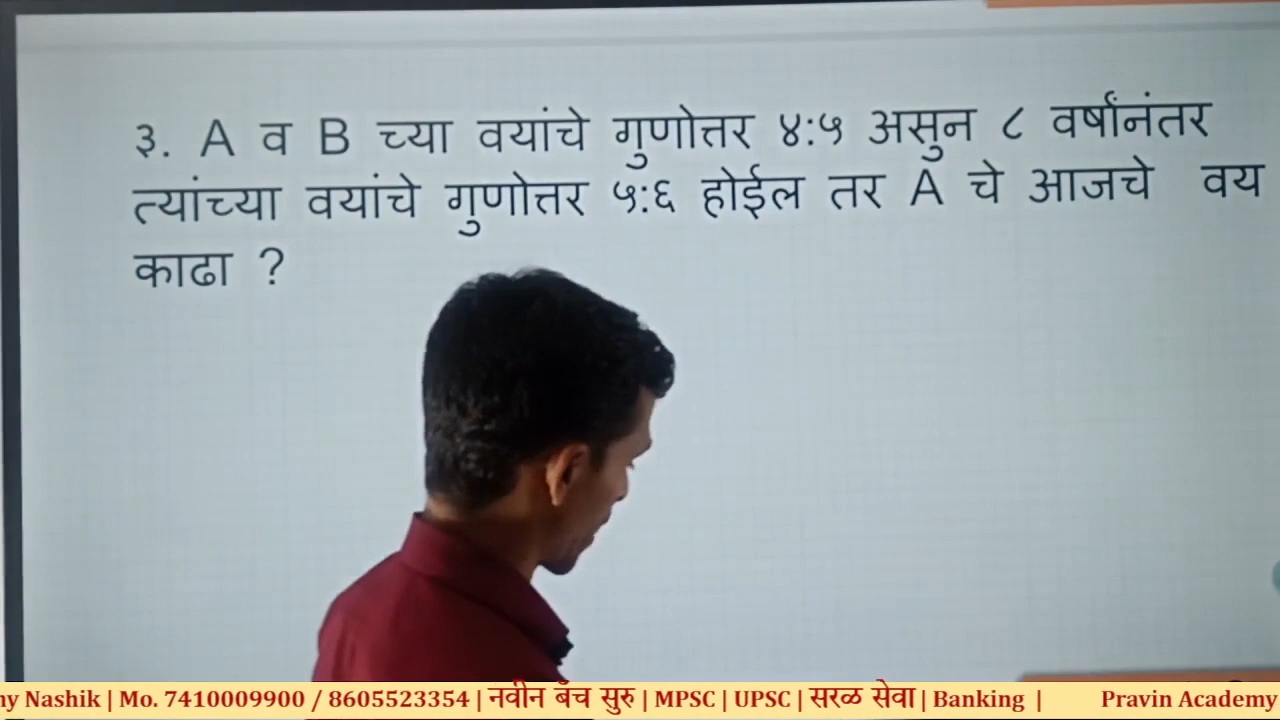 ३. A व B च्या वयांचे गुणोत्तर ४:५ असुन ८ वर्षांनंतर
त्यांच्या वयांचे गुणोत्तर ५:६ होईल तर A चे आजचे वय
काढा ?
Nashik | Mo. 7410009900 / 8605523354 | नवीन बॅच सुरु | MPSC | UPSC | सरळ सेवा | Banking | Pravin Academy